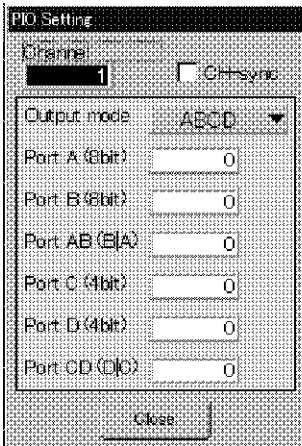 PIO Setting
Channel
1
CH-sync
Output mode ABCD
Port A (8bit) 0
Port B (8bit) 0
Port AB (B|A) 0
Port C (4bit) 0
Port D (4bit) 0
Port CD (D|C) 0
Close